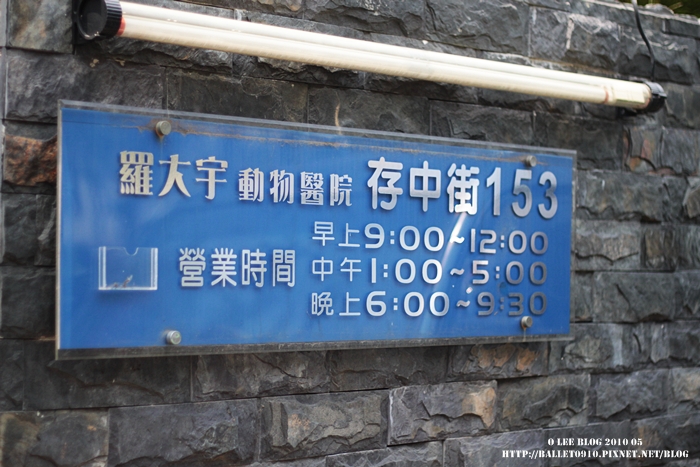 羅大宇 動物醫院 存中街153
早上9:00~12:00
營業時間 中午1:00~5:00
晚上6:00~9:30
O LEE BLOG 2010 05
HTTP://BALLET0910.PIXNET.NET/BLOG